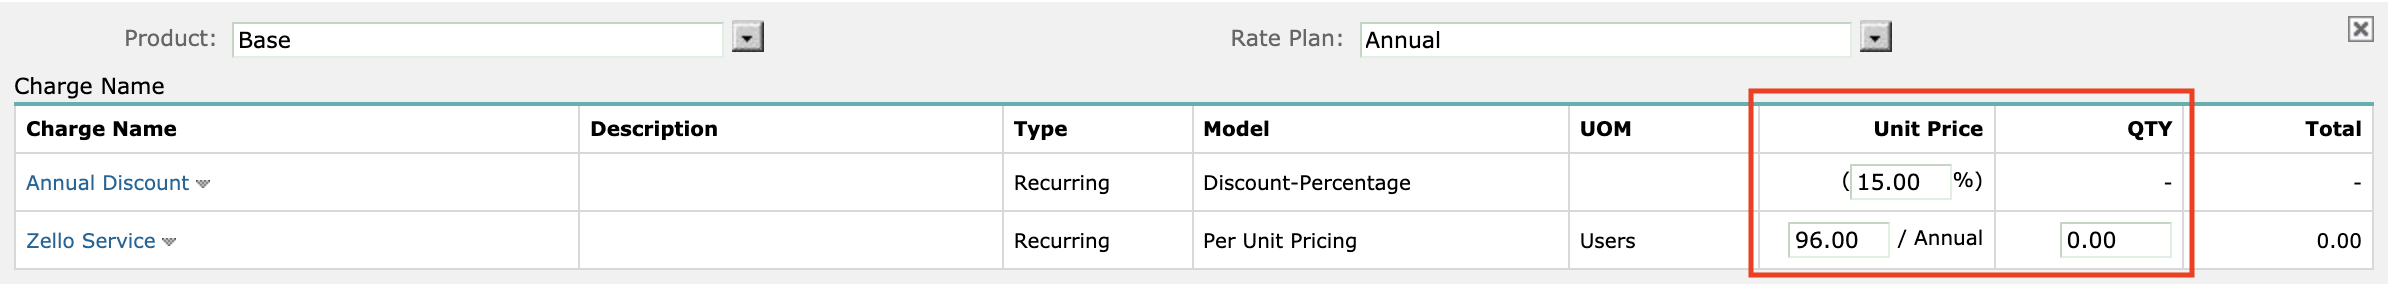 Product: Base Rate Plan: Annual
Charge Name
Charge Name Description Type Model UOM Unit Price QTY Total
Annual Discount Recurring Discount-Percentage (15.00 %) - -
Zello Service Recurring Per Unit Pricing Users 96.00 / Annual 0.00 0.00